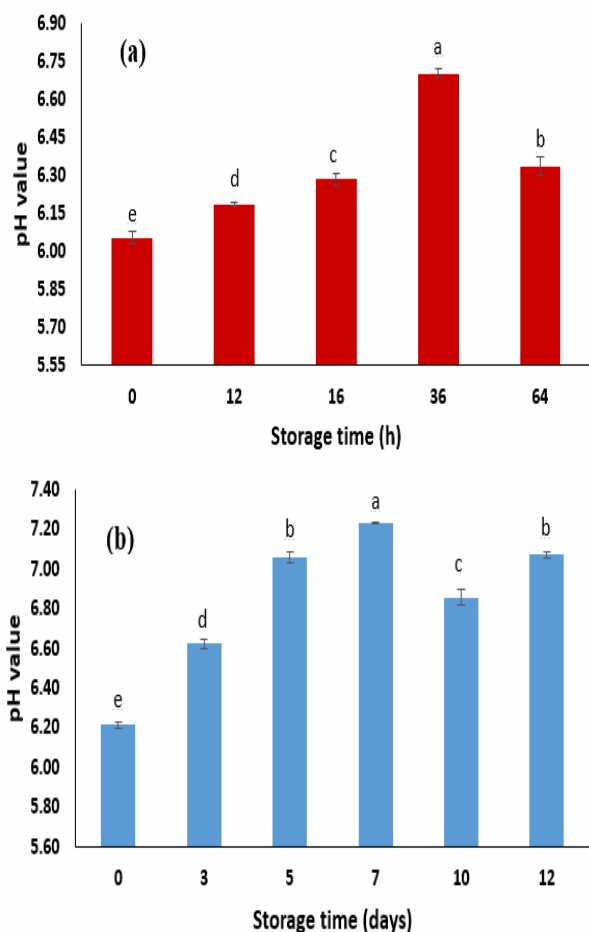 (a)
pH value
6.90
6.75
6.60
6.45
6.30
6.15
6.00
5.85
5.70
5.55
e
d
c
a
b
0 12 16 36 64
Storage time (h)
(b)
pH value
7.40
7.20
7.00
6.80
6.60
6.40
6.20
6.00
5.80
5.60
e
d
b
a
c
b
0 3 5 7 10 12
Storage time (days)